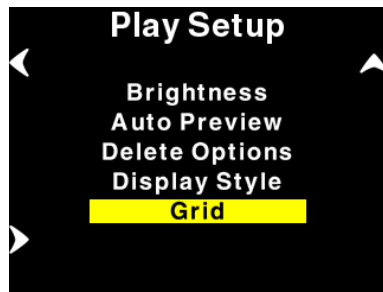 Play Setup
Brightness
Auto Preview
Delete Options
Display Style
Grid